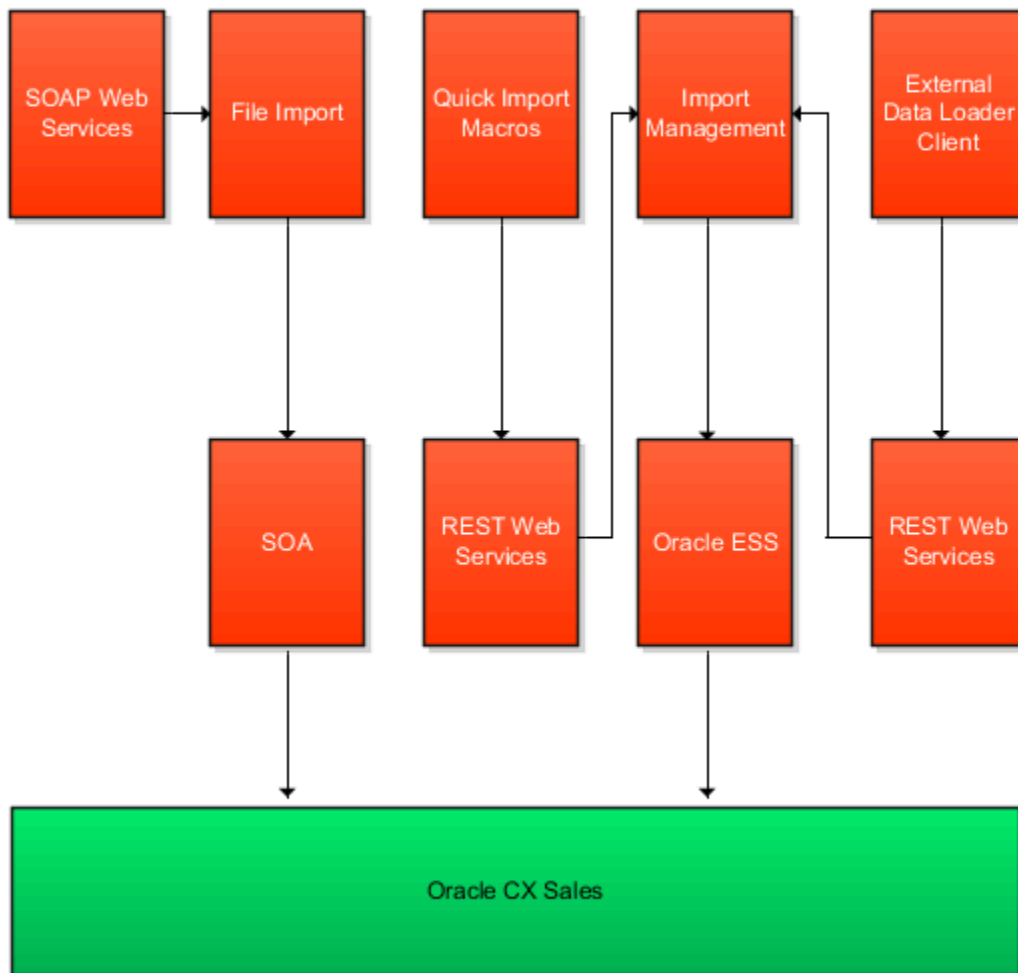 SOAP Web
Services
File Import
Quick Import
Macros
Import
Management
External
Data Loader
Client
SOA
REST Web
Services
Oracle ESS
REST Web
Services
Oracle CX Sales